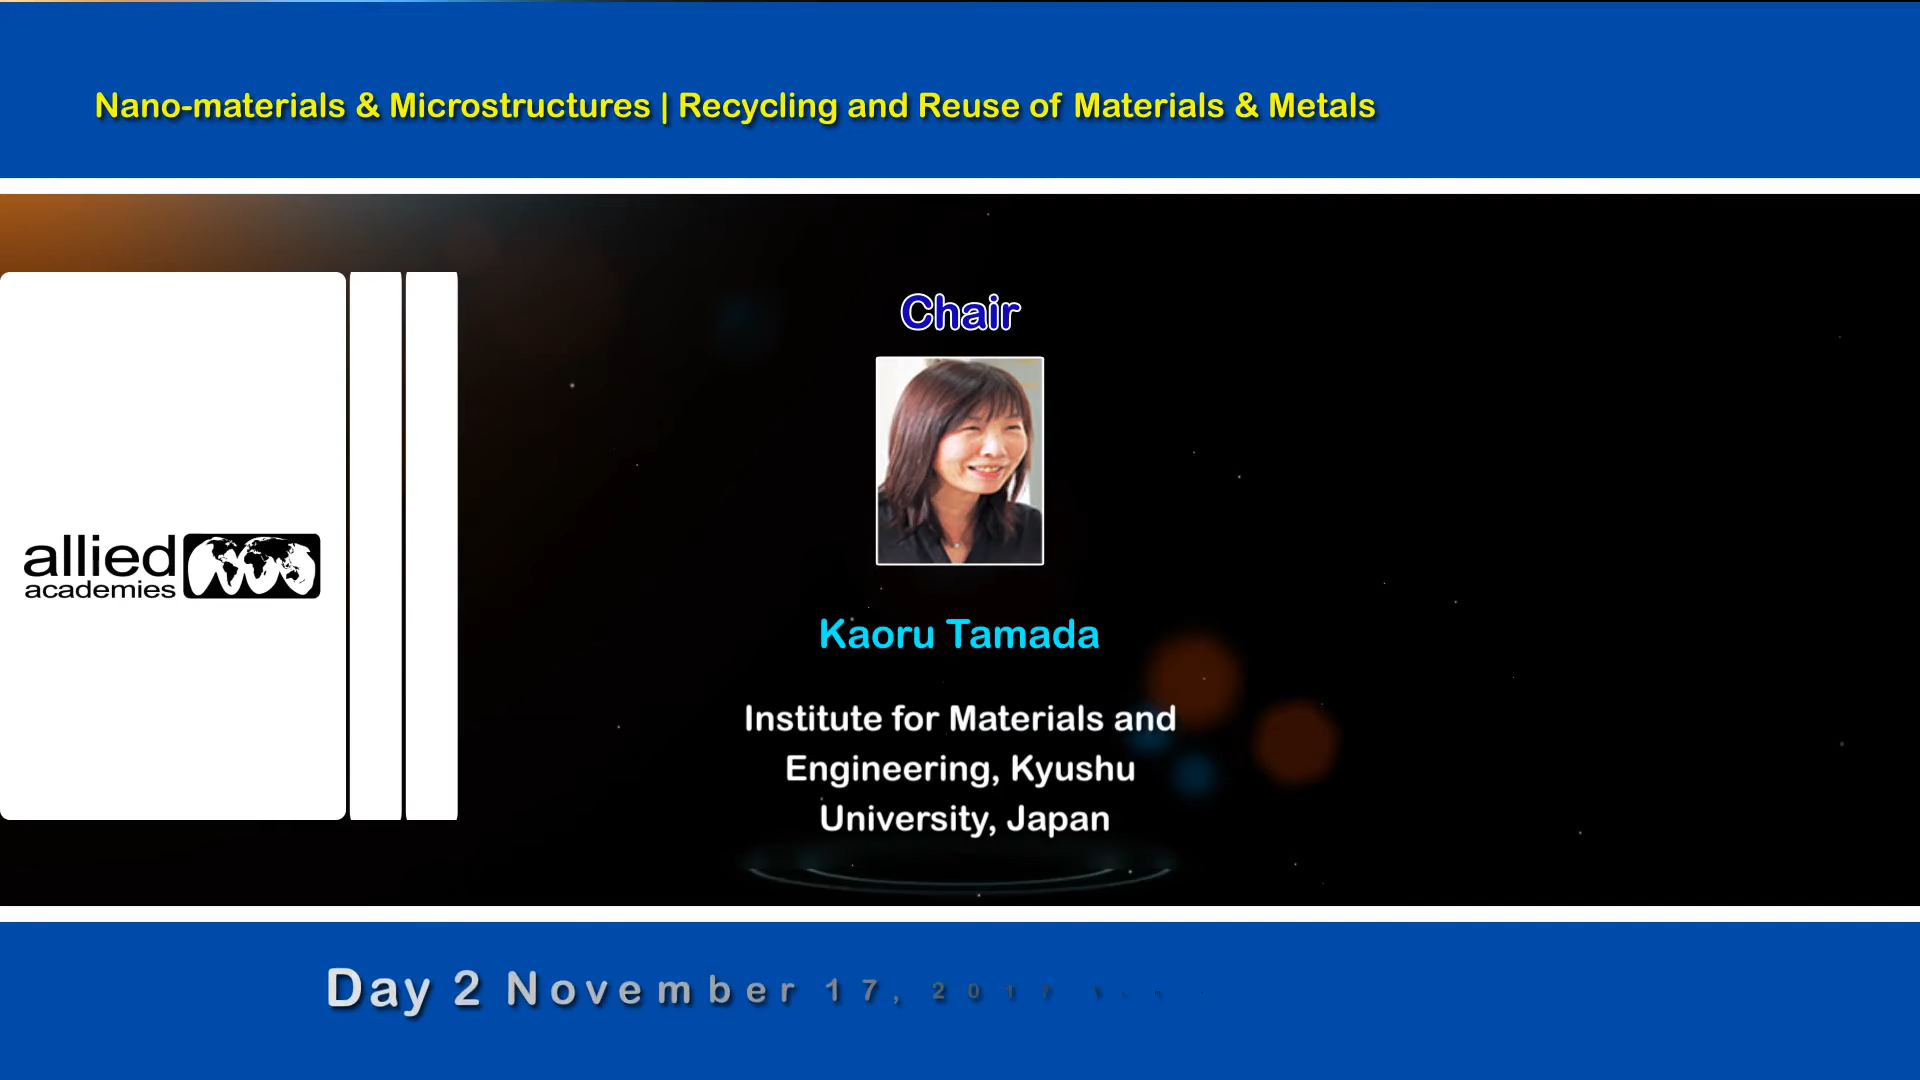 Nano-materials & Microstructures | Recycling and Reuse of Materials & Metals
Chair
allied
academies
Kaoru Tamada
Institute for Materials and
Engineering, Kyushu
University, Japan
Day 2 November 17, 2017